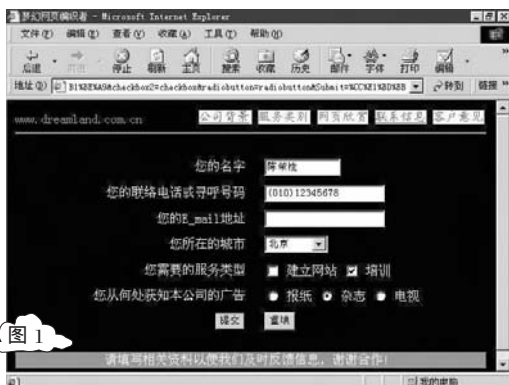 梦幻网页编织者 - Microsoft Internet Explorer
文件(F) 编辑(E) 查看(V) 收藏(A) 工具(T) 帮助(H)
后退 前进 停止 刷新 主页 搜索 收藏 历史 邮件 字体 打印 编辑
地址(D) 转到 链接
www.dreamland.com.cn 公司背景 服务类别 网页欣赏 联系信息 客户意见
您的名字 陈荣桂
您的联络电话或寻呼号码 (010)12345678
您的E_mail地址
您所在的城市 北京
您需要的服务类型 建立网站 培训
您从何处获知本公司的广告 报纸 杂志 电视
提交 重填
图 1
请填写相关资料以便我们及时反馈信息，谢谢合作!
我的电脑